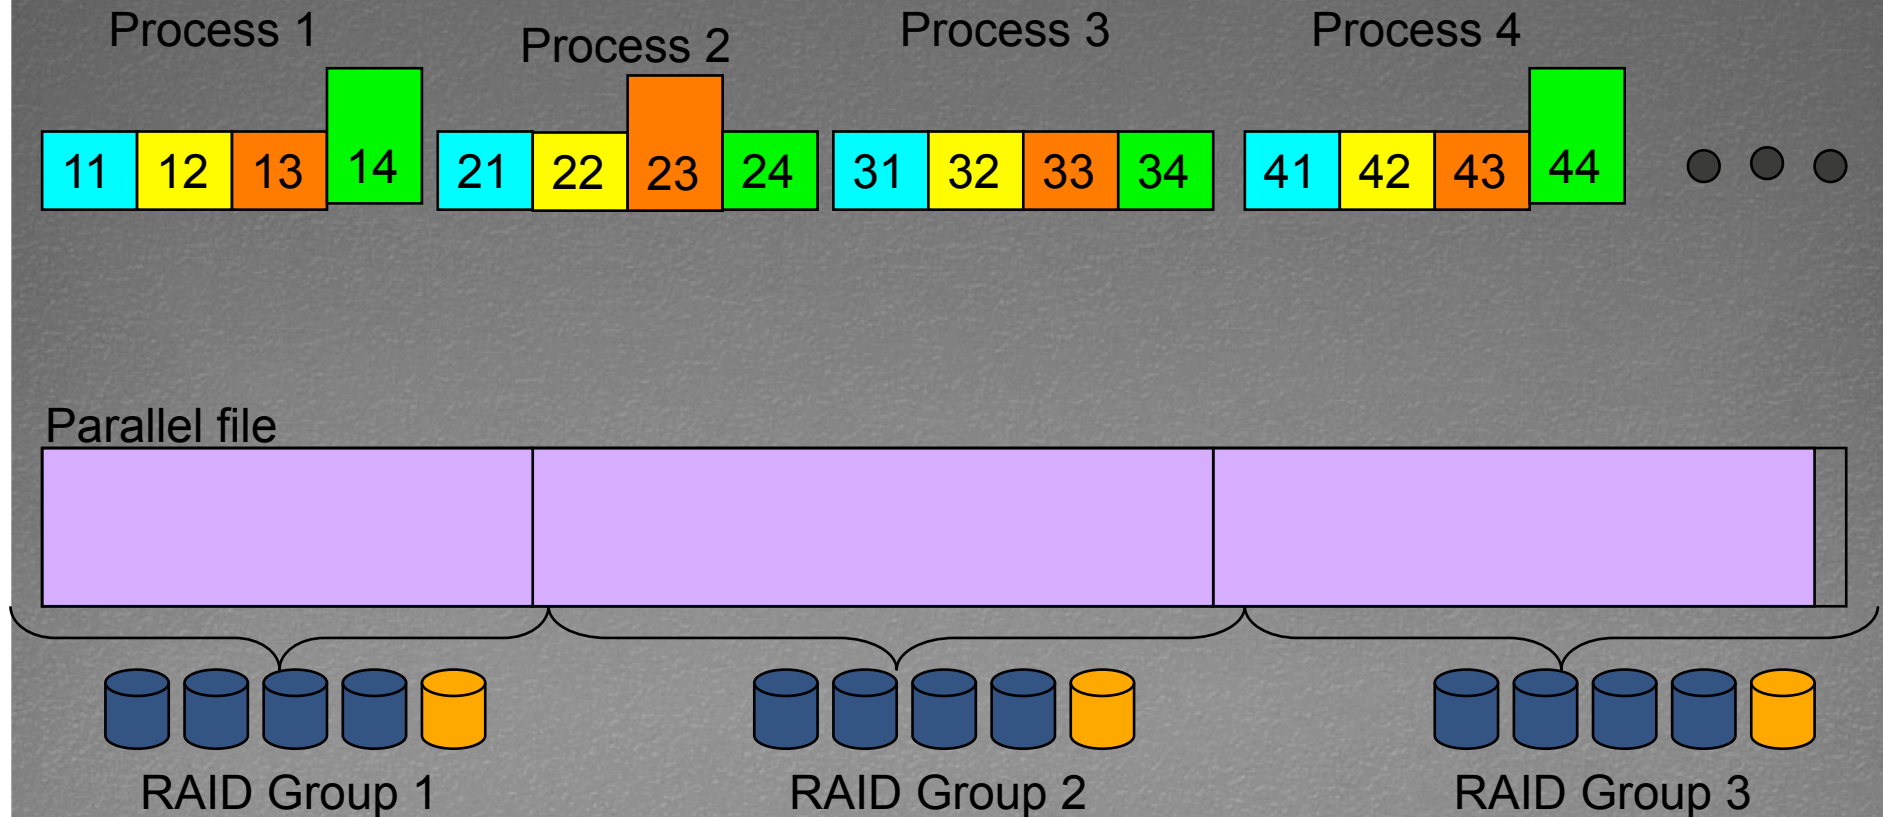 Process 1
Process 2
Process 3
Process 4
11 12 13 14 21 22 23 24 31 32 33 34 41 42 43 44
Parallel file
RAID Group 1
RAID Group 2
RAID Group 3